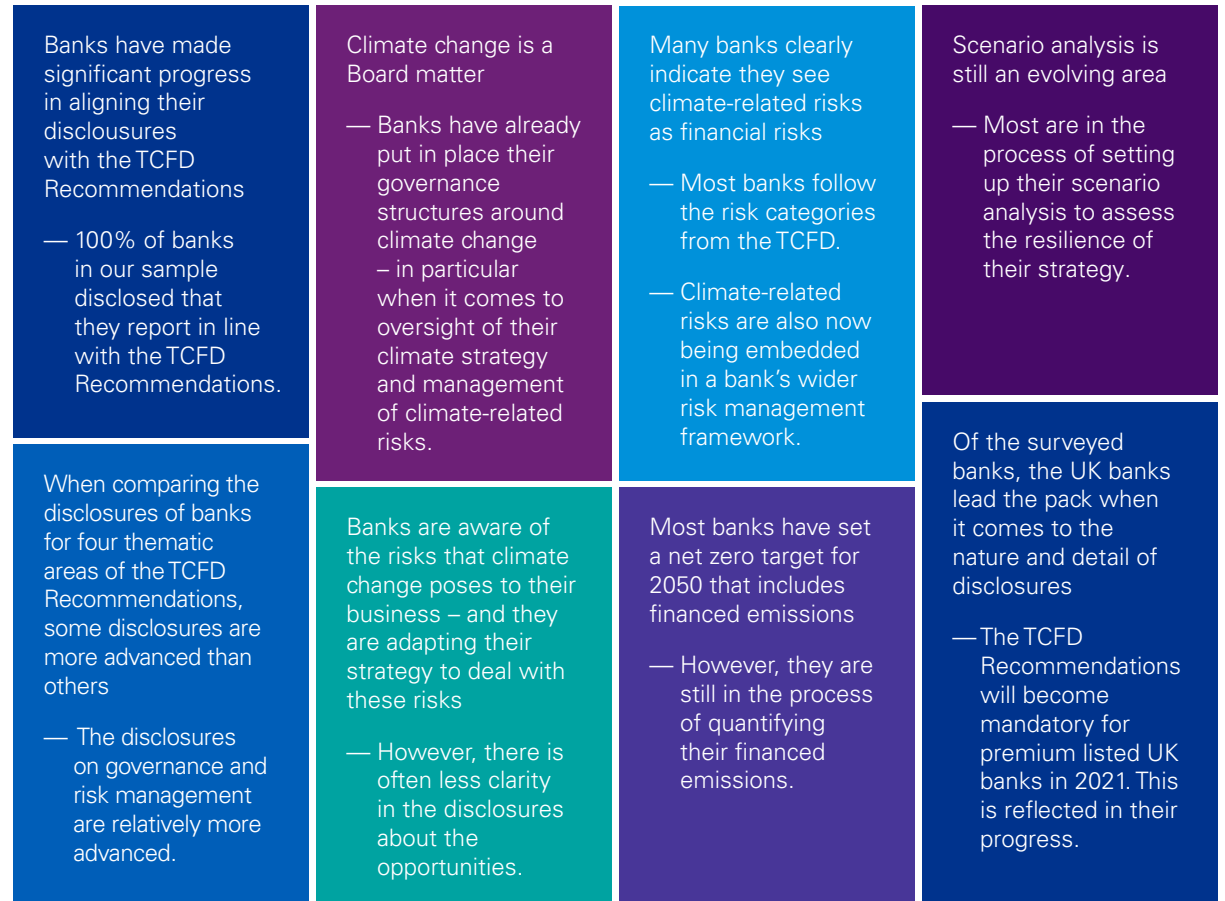 Banks have made
significant progress
in aligning their
disclousures
with the TCFD
Recommendations
— 100% of banks
in our sample
disclosed that
they report in line
with the TCFD
Recommendations.
When comparing the
disclosures of banks
for four thematic
areas of the TCFD
Recommendations,
some disclosures are
more advanced than
others
— The disclosures
on governance and
risk management
are relatively more
advanced.
Climate change is a
Board matter
— Banks have already
put in place their
governance
structures around
climate change
– in particular
when it comes to
oversight of their
climate strategy
and management
of climate-related
risks.
Banks are aware of
the risks that climate
change poses to their
business – and they
are adapting their
strategy to deal with
these risks
— However, there is
often less clarity
in the disclosures
about the
opportunities.
Many banks clearly
indicate they see
climate-related risks
as financial risks
— Most banks follow
the risk categories
from the TCFD.
— Climate-related
risks are also now
being embedded
in a bank's wider
risk management
framework.
Most banks have set
a net zero target for
2050 that includes
financed emissions
— However, they are
still in the process
of quantifying
their financed
emissions.
Scenario analysis is
still an evolving area
— Most are in the
process of setting
up their scenario
analysis to assess
the resilience of
their strategy.
Of the surveyed
banks, the UK banks
lead the pack when
it comes to the
nature and detail of
disclosures
— The TCFD
Recommendations
will become
mandatory for
premium listed UK
banks in 2021. This
is reflected in their
progress.